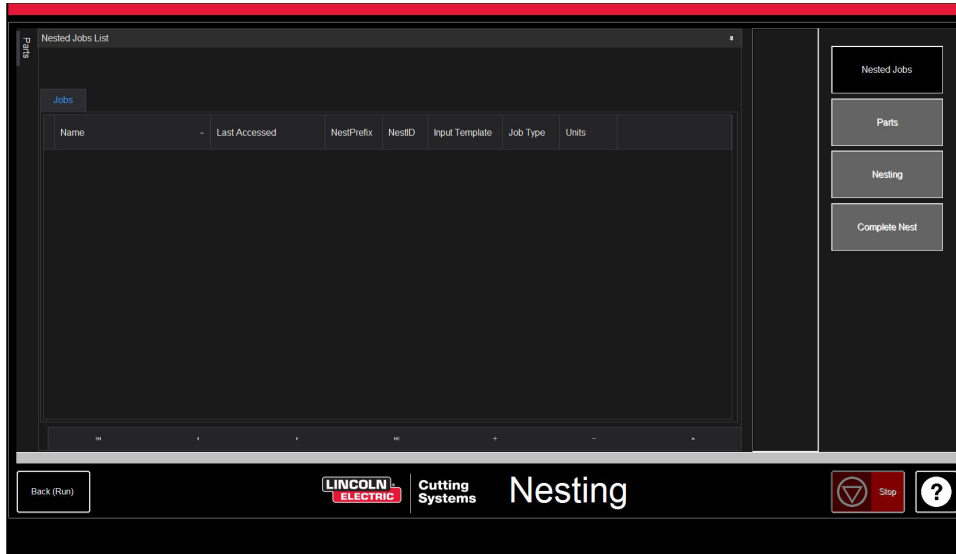 Parts
Nested Jobs List
Jobs
Name Last Accessed NestPrefix NestID Input Template Job Type Units
Nested Jobs
Parts
Nesting
Complete Nest
Back (Run)
LINCOLN
ELECTRIC
Cutting
Systems
Nesting
Stop
?